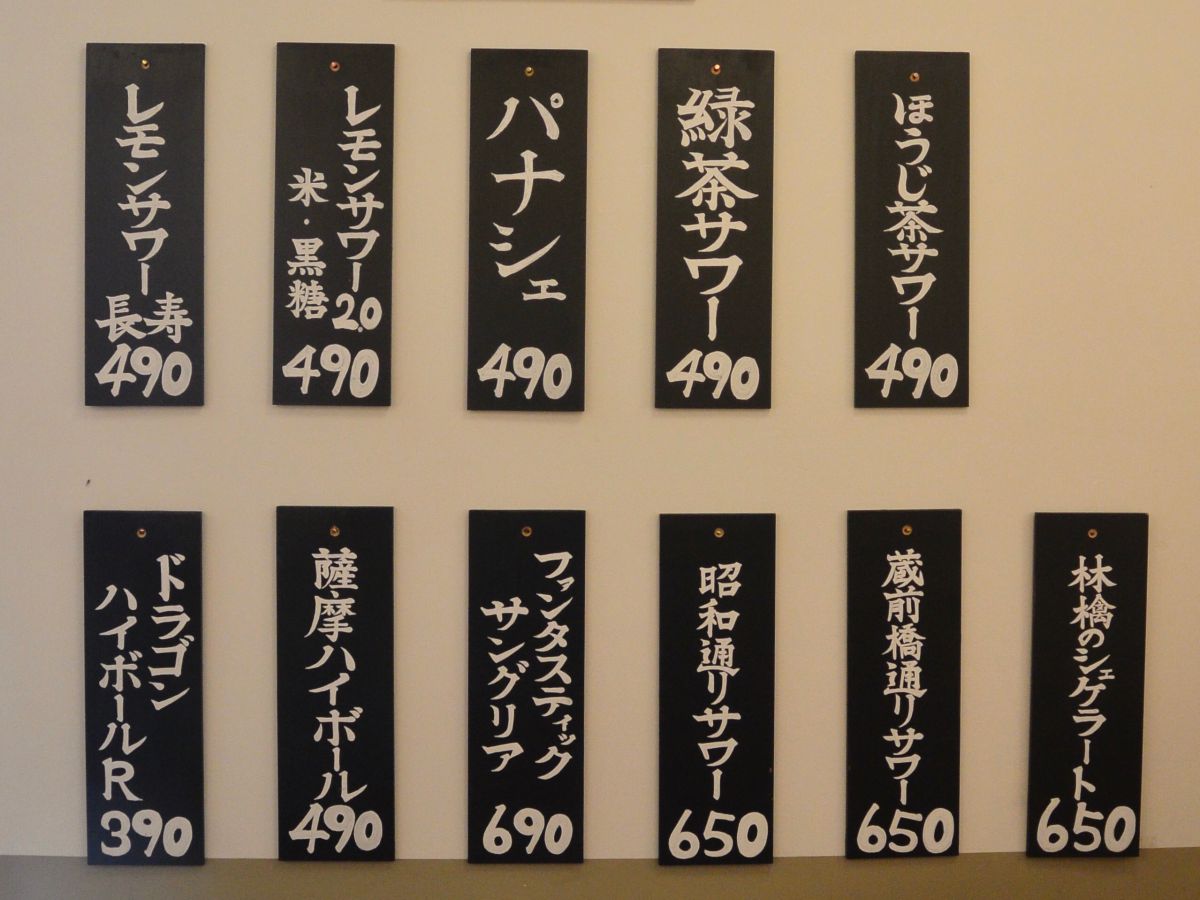 レモンサワー
長寿
490
レモンサワー2.0
米・黒糖
490
パナシェ
490
緑茶サワー
490
ほうじ茶サワー
490
ドラゴン
ハイボールR
390
薩摩ハイボール
490
ファンタスティック
サングリア
690
昭和通りサワー
650
蔵前橋通りサワー
650
林檎のシェケラート
650